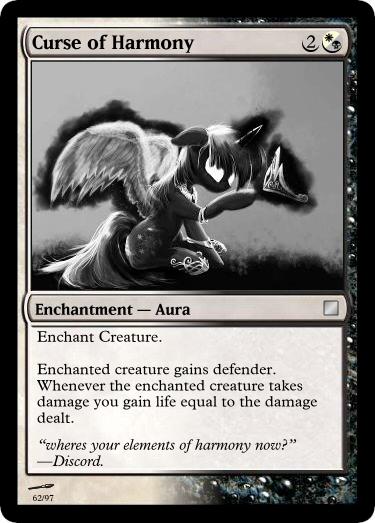 Curse of Harmony 2
Enchantment — Aura
Enchant Creature.
Enchanted creature gains defender.
Whenever the enchanted creature takes
damage you gain life equal to the damage
dealt.
“wheres your elements of harmony now?”
—Discord.
62/97